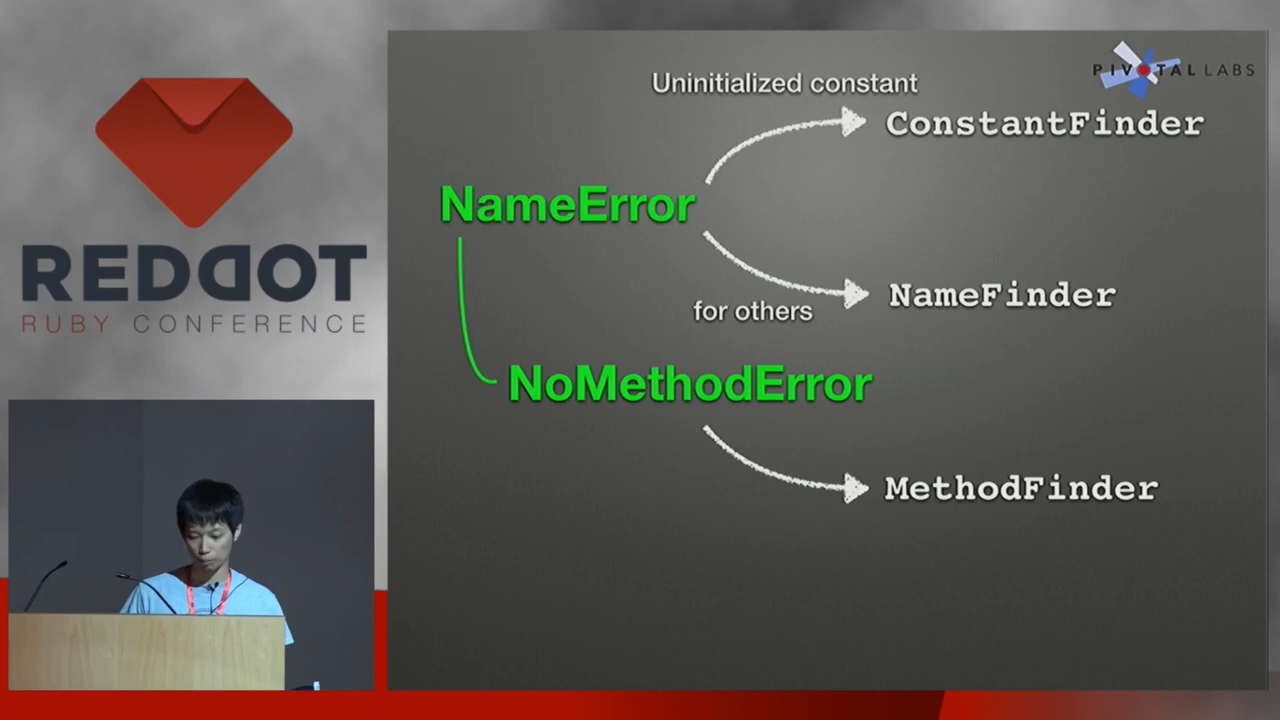 REDDOT
RUBY CONFERENCE
PIVOTAL LABS
Uninitialized constant
ConstantFinder
NameError
NameFinder
for others
NoMethodError
MethodFinder